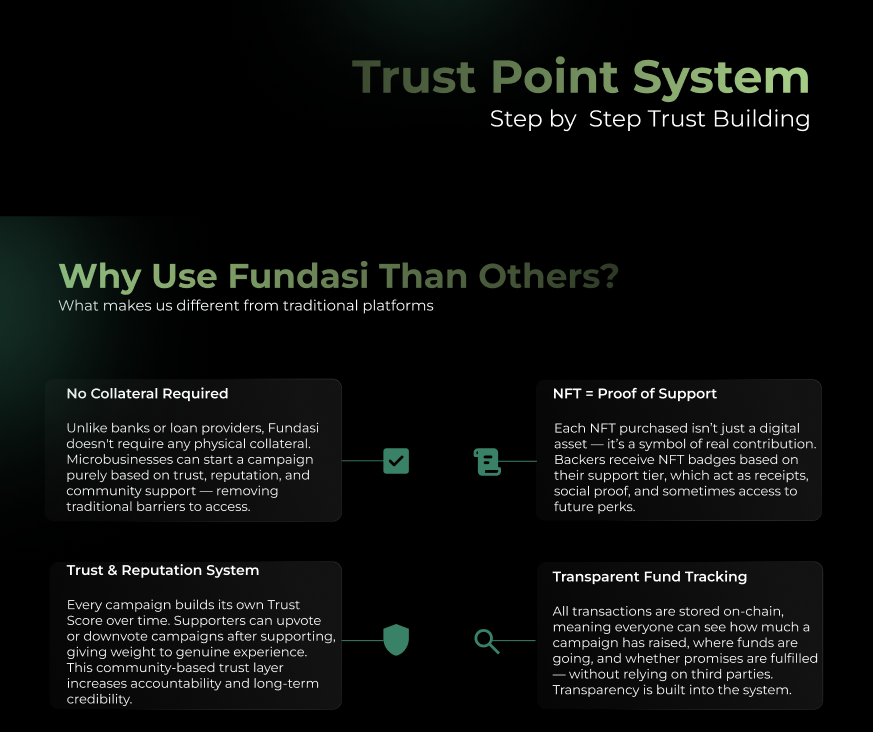 Trust Point System
Step by  Step Trust Building
Why Use Fundasi Than Others?
What makes us different from traditional platforms
No Collateral Required
Unlike banks or loan providers, Fundasi
doesn't require any physical collateral.
Microbusinesses can start a campaign
purely based on trust, reputation, and
community support — removing
traditional barriers to access.
NFT = Proof of Support
Each NFT purchased isn’t just a digital
asset — it’s a symbol of real contribution.
Backers receive NFT badges based on
their support tier, which act as receipts,
social proof, and sometimes access to
future perks.
Trust & Reputation System
Every campaign builds its own Trust
Score over time. Supporters can upvote
or downvote campaigns after supporting,
giving weight to genuine experience.
This community-based trust layer
increases accountability and long-term
credibility.
Transparent Fund Tracking
All transactions are stored on-chain,
meaning everyone can see how much a
campaign has raised, where funds are
going, and whether promises are fulfilled
— without relying on third parties.
Transparency is built into the system.